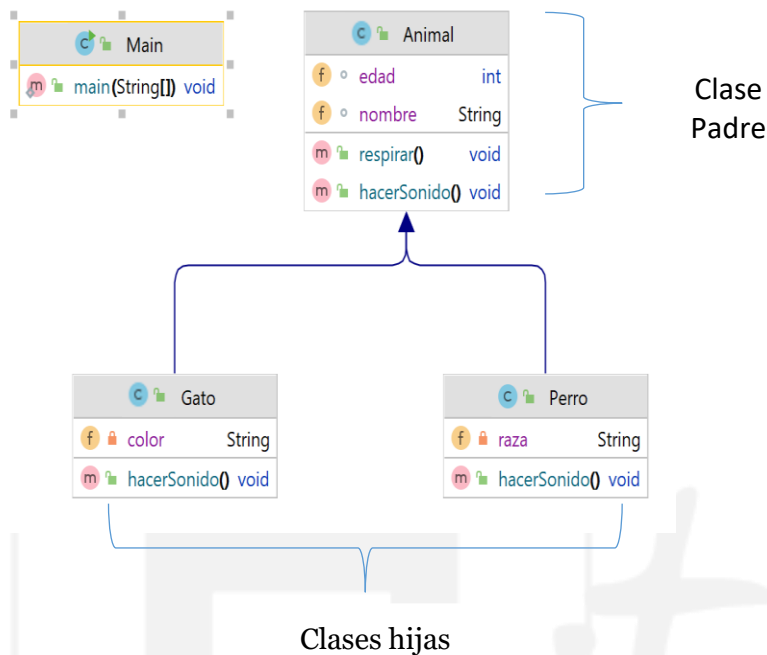 Main
main(String[]) void
Animal
edad int
nombre String
respirar() void
hacerSonido() void
Clase
Padre
Gato
color String
hacerSonido() void
Perro
raza String
hacerSonido() void
Clases hijas